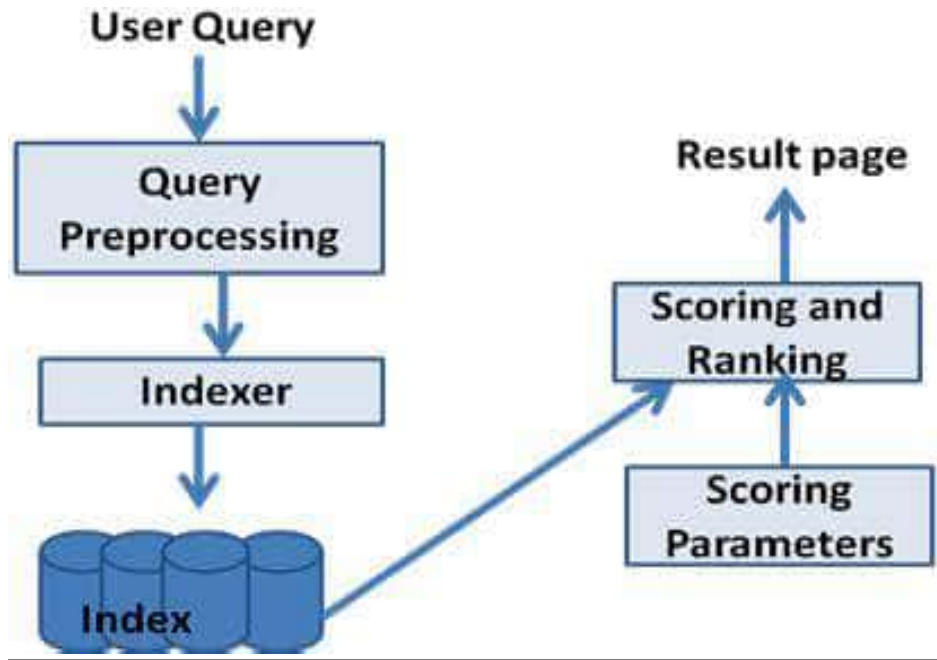 User Query
Query
Preprocessing
Indexer
Index
Result page
Scoring and
Ranking
Scoring
Parameters